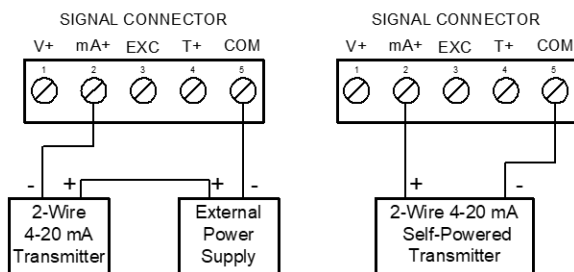 SIGNAL CONNECTOR
V+ mA+ EXC T+ COM
1 2 3 4 5
- + + -
2-Wire
4-20 mA
Transmitter
External
Power
Supply
SIGNAL CONNECTOR
V+ mA+ EXC T+ COM
1 2 3 4 5
+ -
2-Wire 4-20 mA
Self-Powered
Transmitter